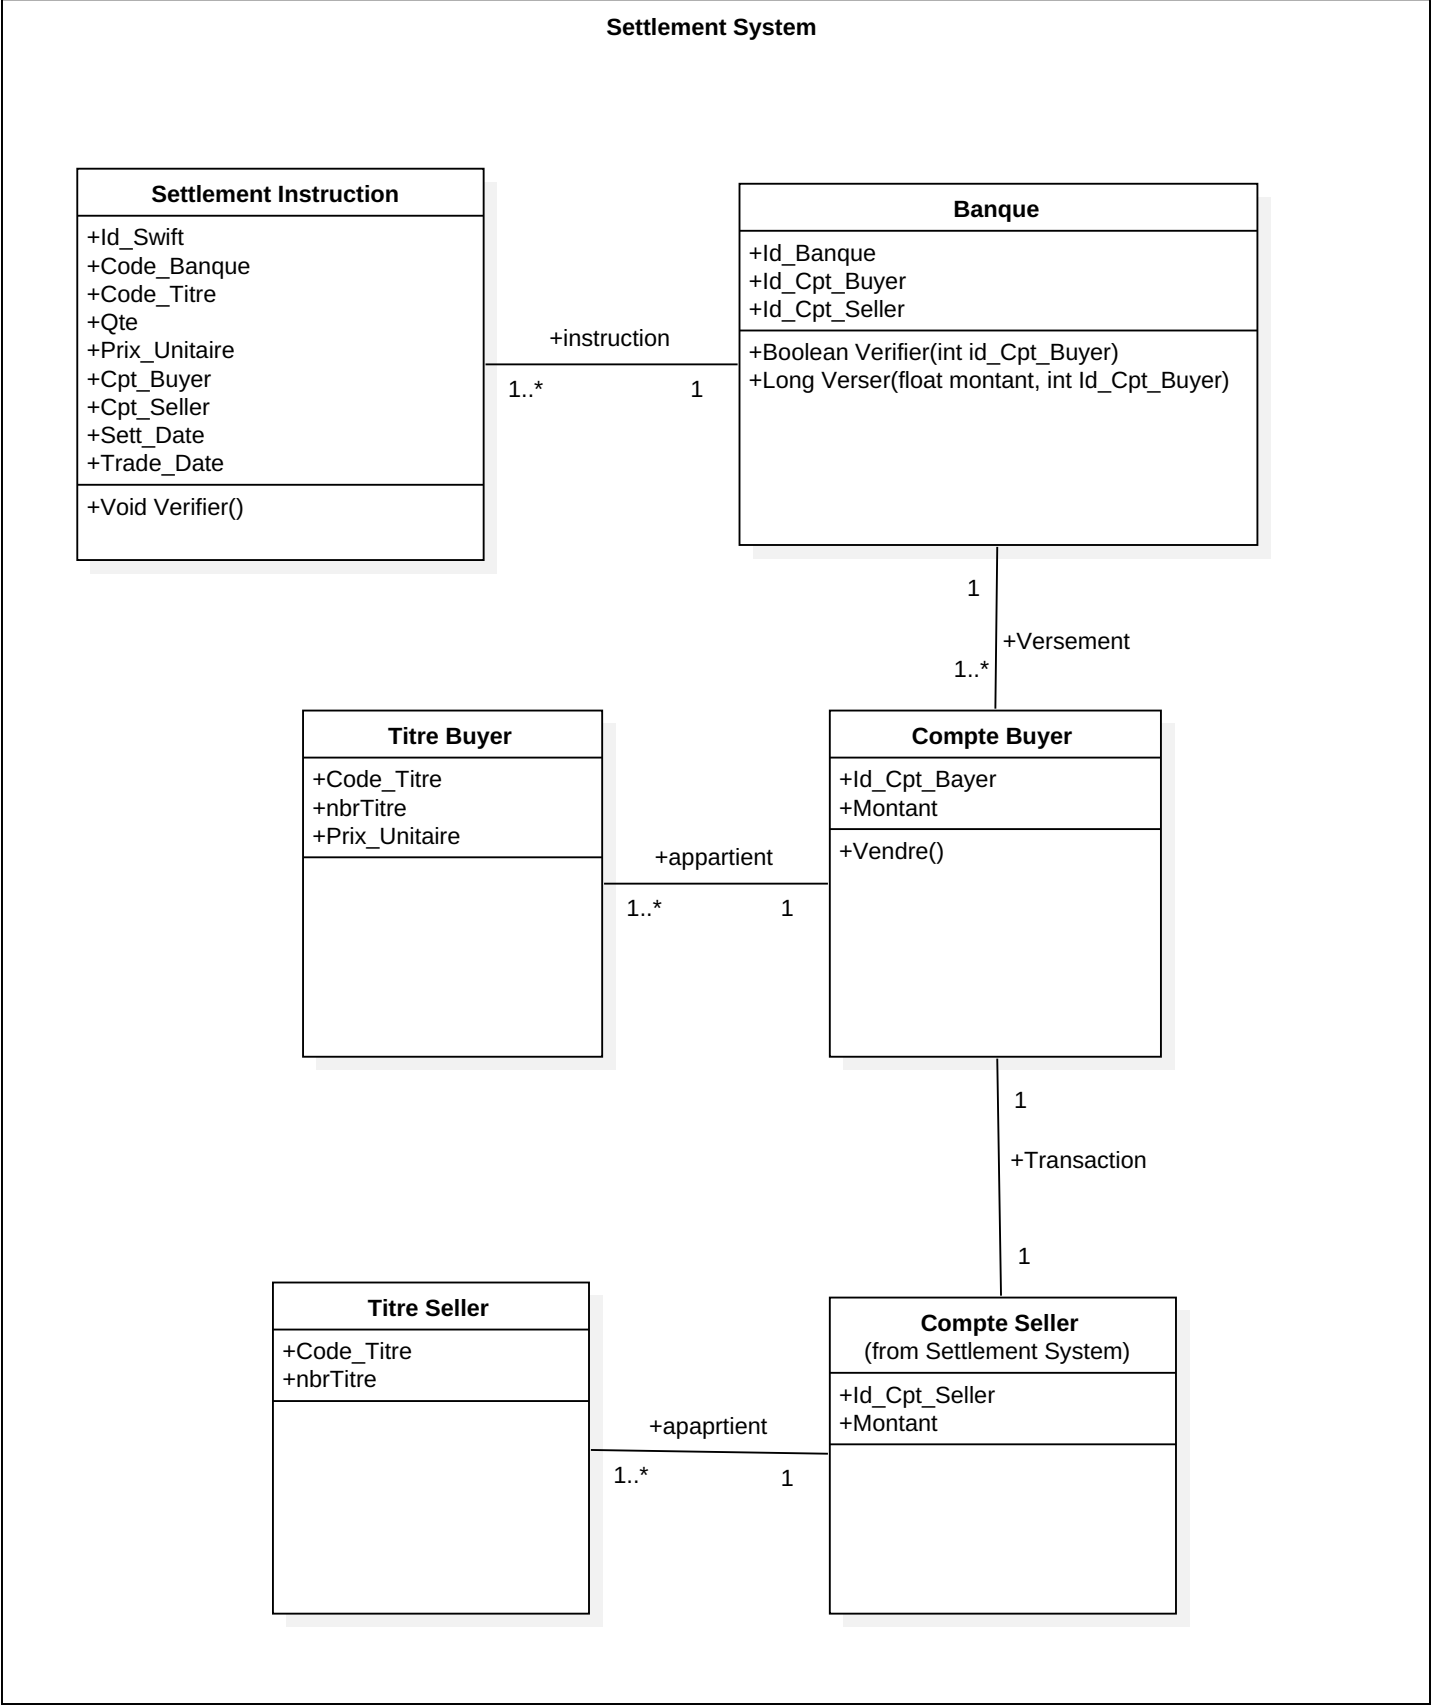 Settlement System
Settlement Instruction
+Id_Swift
+Code_Banque
+Code_Titre
+Qte
+Prix_Unitaire
+Cpt_Buyer
+Cpt_Seller
+Sett_Date
+Trade_Date
+Void Verifier()
+instruction
1..*
1
Banque
+Id_Banque
+Id_Cpt_Buyer
+Id_Cpt_Seller
+Boolean Verifier(int id_Cpt_Buyer)
+Long Verser(float montant, int Id_Cpt_Buyer)
1
+Versement
1..*
Titre Buyer
+Code_Titre
+nbrTitre
+Prix_Unitaire
+appartient
1..*
1
Compte Buyer
+Id_Cpt_Bayer
+Montant
+Vendre()
1
+Transaction
1
Titre Seller
+Code_Titre
+nbrTitre
+apaprtient
1..*
1
Compte Seller
(from Settlement System)
+Id_Cpt_Seller
+Montant